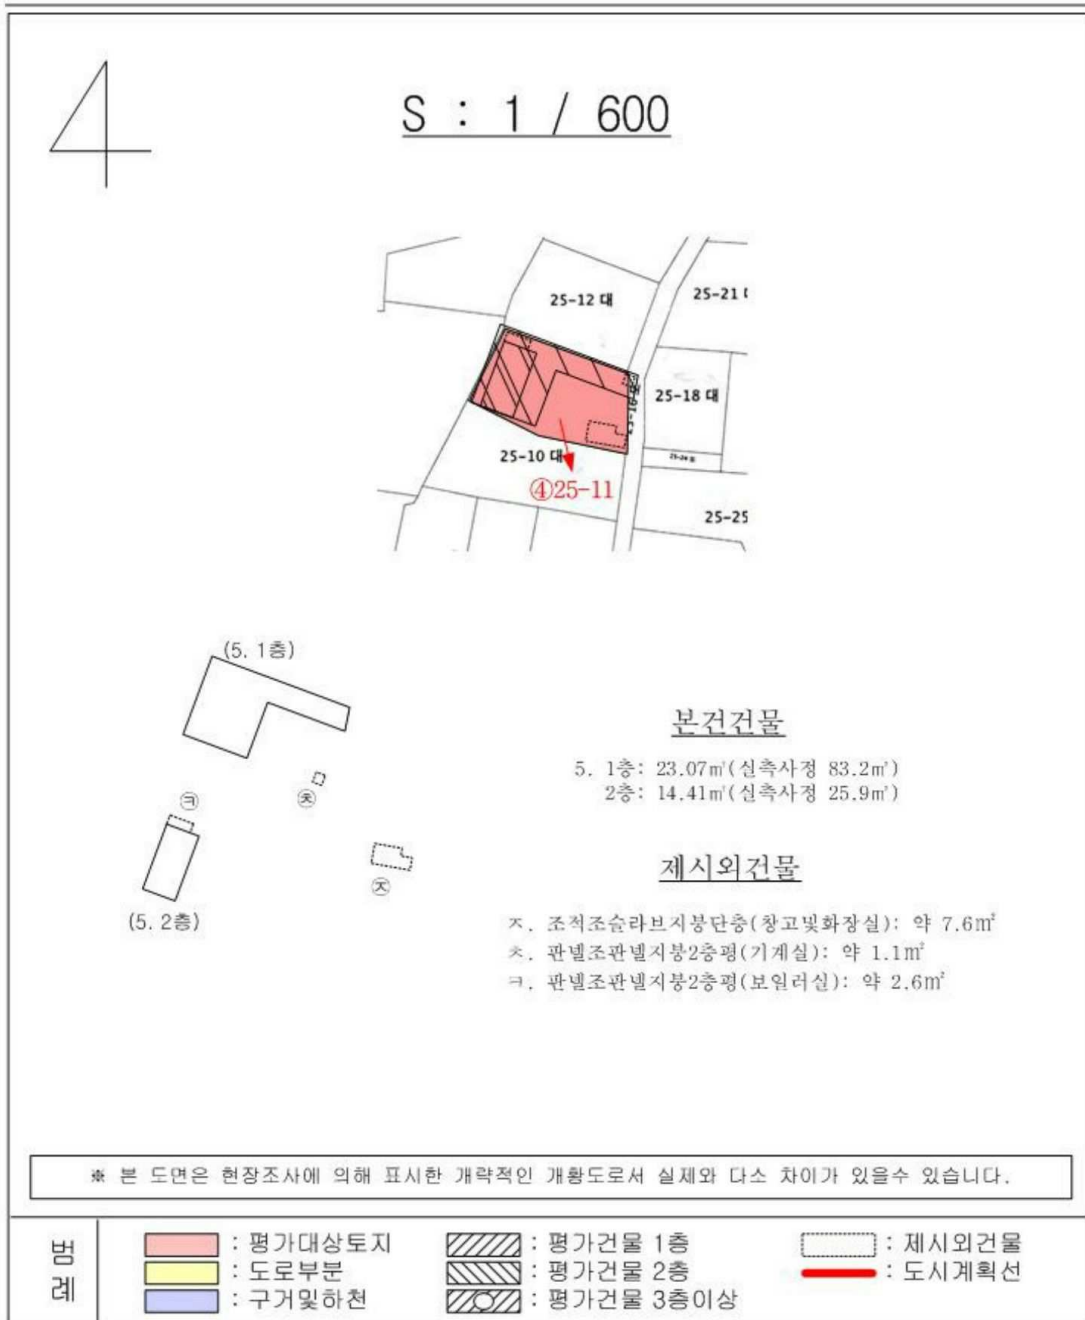 S : 1 / 600
25-12 대
25-21
25-18 대
25-10 대
④25-11
25-25
(5. 1층)
㋛
㋚
㋙
(5. 2층)
본건건물
5. 1층: 23.07㎡(실측사정 83.2㎡)
2층: 14.41㎡(실측사정 25.9㎡)
제시외건물
ㅈ. 조적조슬라브지붕단층(창고및화장실): 약 7.6㎡
ㅊ. 판넬조판넬지붕2층평(기계실): 약 1.1㎡
ㅋ. 판넬조판넬지붕2층평(보일러실): 약 2.6㎡
※ 본 도면은 현장조사에 의해 표시한 개략적인 개황도로서 실제와 다소 차이가 있을수 있습니다.
범례
: 평가대상토지
: 도로부분
: 구거및하천
: 평가건물 1층
: 평가건물 2층
: 평가건물 3층이상
: 제시외건물
: 도시계획선